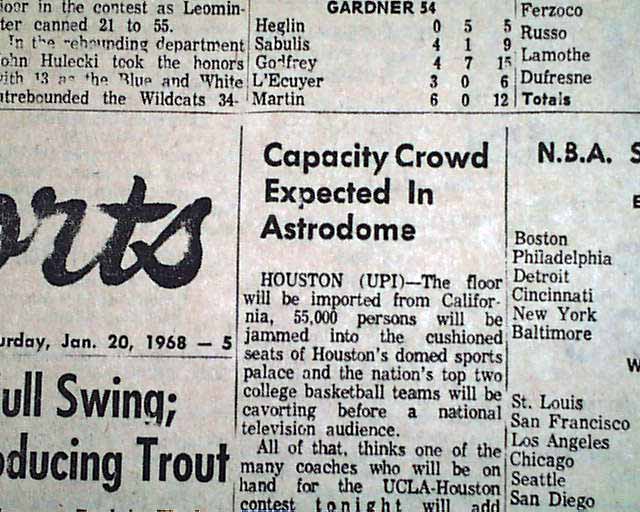 loor in the contest as Leomin-
ter canned 21 to 55.
In the rebounding department
ohn Hulecki took the honors
with 13 as the Blue and White
utrebounded the Wildcats 34-
GARDNER 54
Heglin 0 5 5
Sabulis 4 1 9
Godfrey 4 7 15
L'Ecuyer 3 0 6
Martin 6 0 12
Ferzoco
Russo
Lamothe
Dufresne
Totals
orts
urday, Jan. 20, 1968 — 5
ull Swing;
oducing Trout
Capacity Crowd
Expected In
Astrodome
HOUSTON (UPI)—The floor
will be imported from Califor-
nia, 55,000 persons will be
jammed into the cushioned
seats of Houston's domed sports
palace and the nation's top two
college basketball teams will be
cavorting before a national
television audience.
All of that, thinks one of the
many coaches who will be on
hand for the UCLA-Houston
contest tonight will add
N.B.A. S
E
Boston
Philadelphia
Detroit
Cincinnati
New York
Baltimore
W
St. Louis
San Francisco
Los Angeles
Chicago
Seattle
San Diego